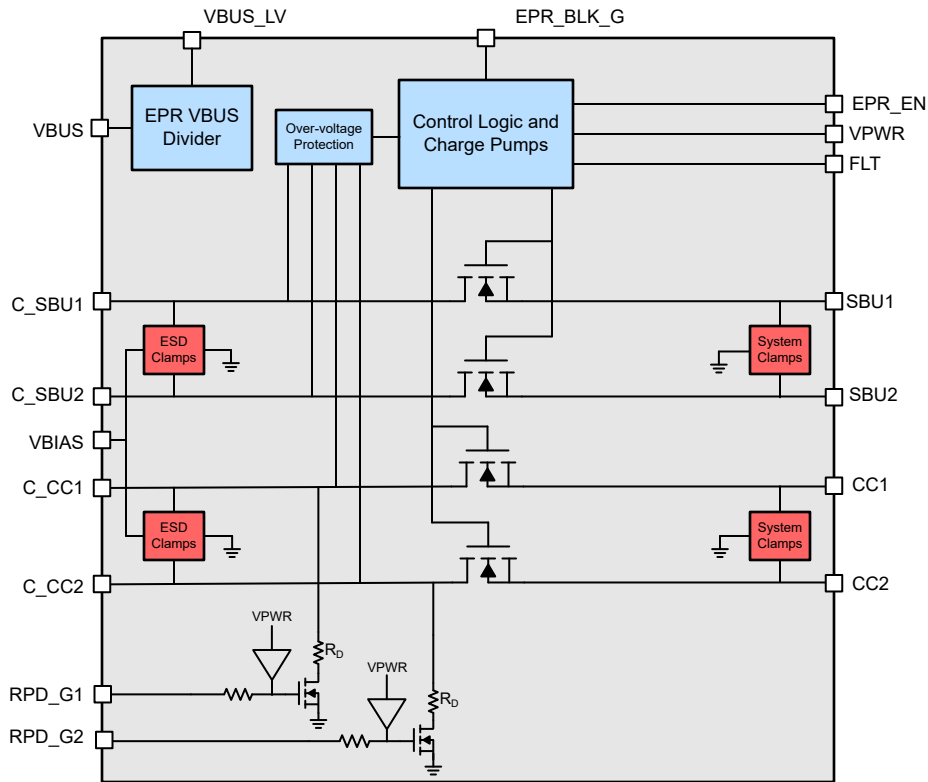 VBUS_LV
EPR_BLK_G
EPR VBUS
Divider
Over-voltage
Protection
Control Logic and
Charge Pumps
VBUS
EPR_EN
VPWR
FLT
C_SBU1
SBU1
ESD
Clamps
System
Clamps
C_SBU2
SBU2
VBIAS
C_CC1
CC1
ESD
Clamps
System
Clamps
C_CC2
CC2
VPWR
RD
VPWR
RD
RPD_G1
RPD_G2